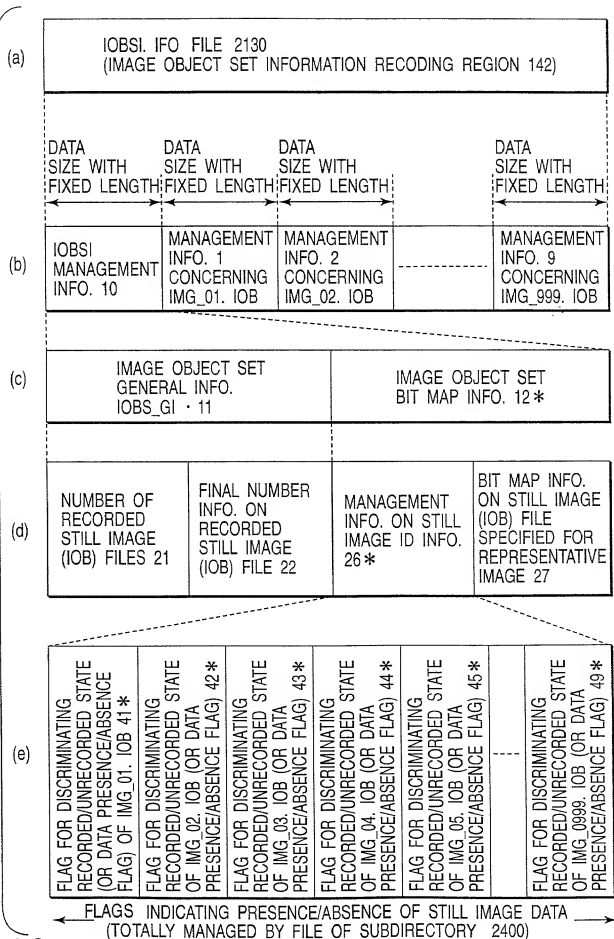 (a)
IOBSI. IFO FILE 2130
(IMAGE OBJECT SET INFORMATION RECODING REGION 142)
DATA
SIZE WITH
FIXED LENGTH
DATA
SIZE WITH
FIXED LENGTH
DATA
SIZE WITH
FIXED LENGTH
DATA
SIZE WITH
FIXED LENGTH
(b)
IOBSI
MANAGEMENT
INFO. 10
MANAGEMENT
INFO. 1
CONCERNING
IMG_01. IOB
MANAGEMENT
INFO. 2
CONCERNING
IMG_02. IOB
MANAGEMENT
INFO. 9
CONCERNING
IMG_999. IOB
(c)
IMAGE OBJECT SET
GENERAL INFO.
IOBS_GI · 11
IMAGE OBJECT SET
BIT MAP INFO. 12*
(d)
NUMBER OF
RECORDED
STILL IMAGE
(IOB) FILES 21
FINAL NUMBER
INFO. ON
RECORDED
STILL IMAGE
(IOB) FILE 22
MANAGEMENT
INFO. ON STILL
IMAGE ID INFO.
26*
BIT MAP INFO.
ON STILL IMAGE
(IOB) FILE
SPECIFIED FOR
REPRESENTATIVE
IMAGE 27
(e)
FLAG FOR DISCRIMINATING
RECORDED/UNRECORDED STATE
(OR DATA PRESENCE/ABSENCE
FLAG) OF IMG_01. IOB 41*
FLAG FOR DISCRIMINATING
RECORDED/UNRECORDED STATE
OF IMG_02. IOB (OR DATA
PRESENCE/ABSENCE FLAG) 42*
FLAG FOR DISCRIMINATING
RECORDED/UNRECORDED STATE
OF IMG_03. IOB (OR DATA
PRESENCE/ABSENCE FLAG) 43*
FLAG FOR DISCRIMINATING
RECORDED/UNRECORDED STATE
OF IMG_04. IOB (OR DATA
PRESENCE/ABSENCE FLAG) 44*
FLAG FOR DISCRIMINATING
RECORDED/UNRECORDED STATE
OF IMG_05. IOB (OR DATA
PRESENCE/ABSENCE FLAG) 45*
FLAG FOR DISCRIMINATING
RECORDED/UNRECORDED STATE
OF IMG_0999. IOB (OR DATA
PRESENCE/ABSENCE FLAG) 49*
FLAGS INDICATING PRESENCE/ABSENCE OF STILL IMAGE DATA
(TOTALLY MANAGED BY FILE OF SUBDIRECTORY 2400)